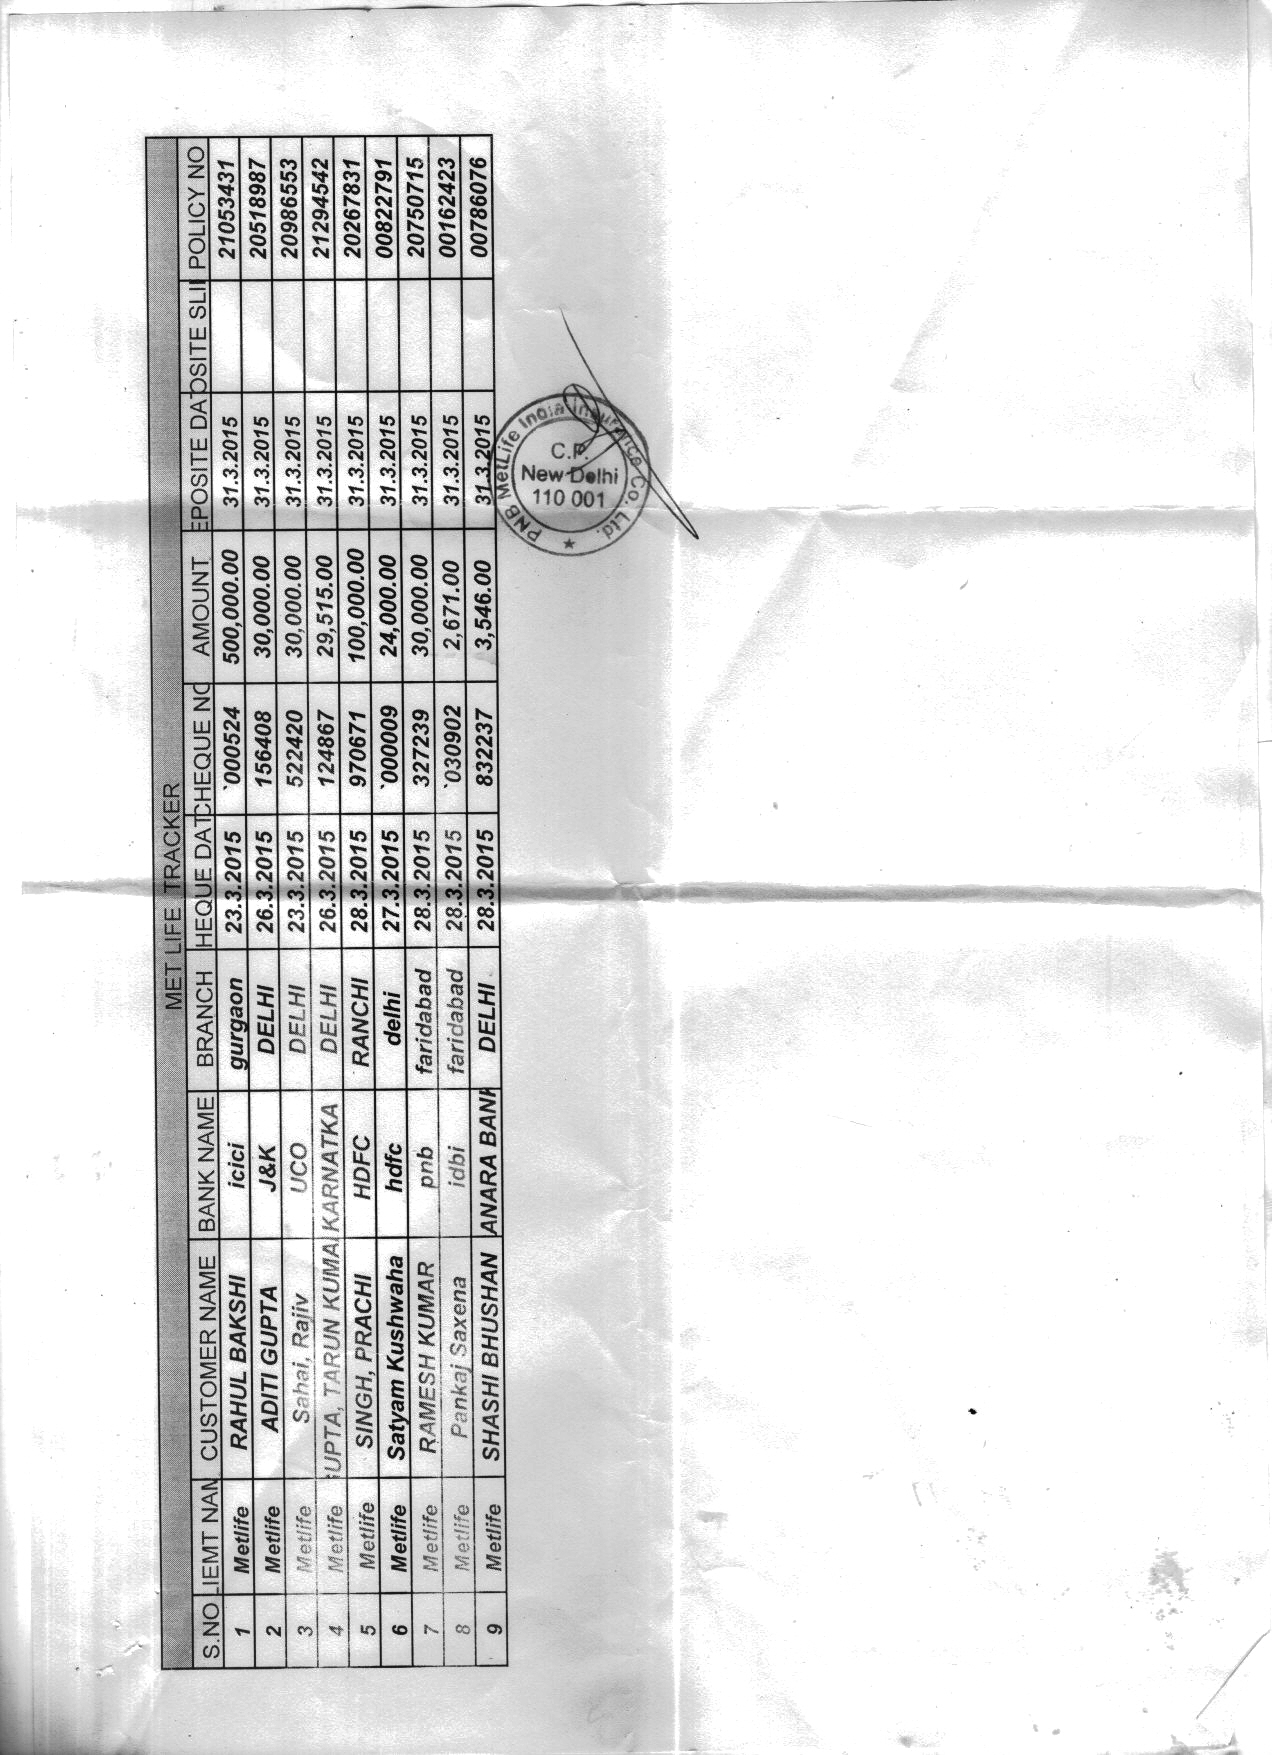 MET LIFE TRACKER
S.NO LIEMT NAN CUSTOMER NAME BANK NAME BRANCH HEQUE DAT CHEQUE NO AMOUNT EPOSITE DAT OSITE SLI POLICY NO
1 Metlife RAHUL BAKSHI icici gurgaon 23.3.2015 `000524 500,000.00 31.3.2015 21053431
2 Metlife ADITI GUPTA J&K DELHI 26.3.2015 156408 30,000.00 31.3.2015 20518987
3 Metlife Sahai, Rajiv UCO DELHI 23.3.2015 522420 30,000.00 31.3.2015 20986553
4 Metlife GUPTA, TARUN KUMA KARNATKA DELHI 26.3.2015 124867 29,515.00 31.3.2015 21294542
5 Metlife SINGH, PRACHI HDFC RANCHI 28.3.2015 970671 100,000.00 31.3.2015 20267831
6 Metlife Satyam Kushwaha hdfc delhi 27.3.2015 `000009 24,000.00 31.3.2015 00822791
7 Metlife RAMESH KUMAR pnb faridabad 28.3.2015 327239 30,000.00 31.3.2015 20750715
8 Metlife Pankaj Saxena idbi faridabad 28.3.2015 `030902 2,671.00 31.3.2015 00162423
9 Metlife SHASHI BHUSHAN ANARA BANK DELHI 28.3.2015 832237 3,546.00 31.3.2015 00786076
PNB MetLife India Insurance Co. Ltd.
C.P.
New Delhi
110 001